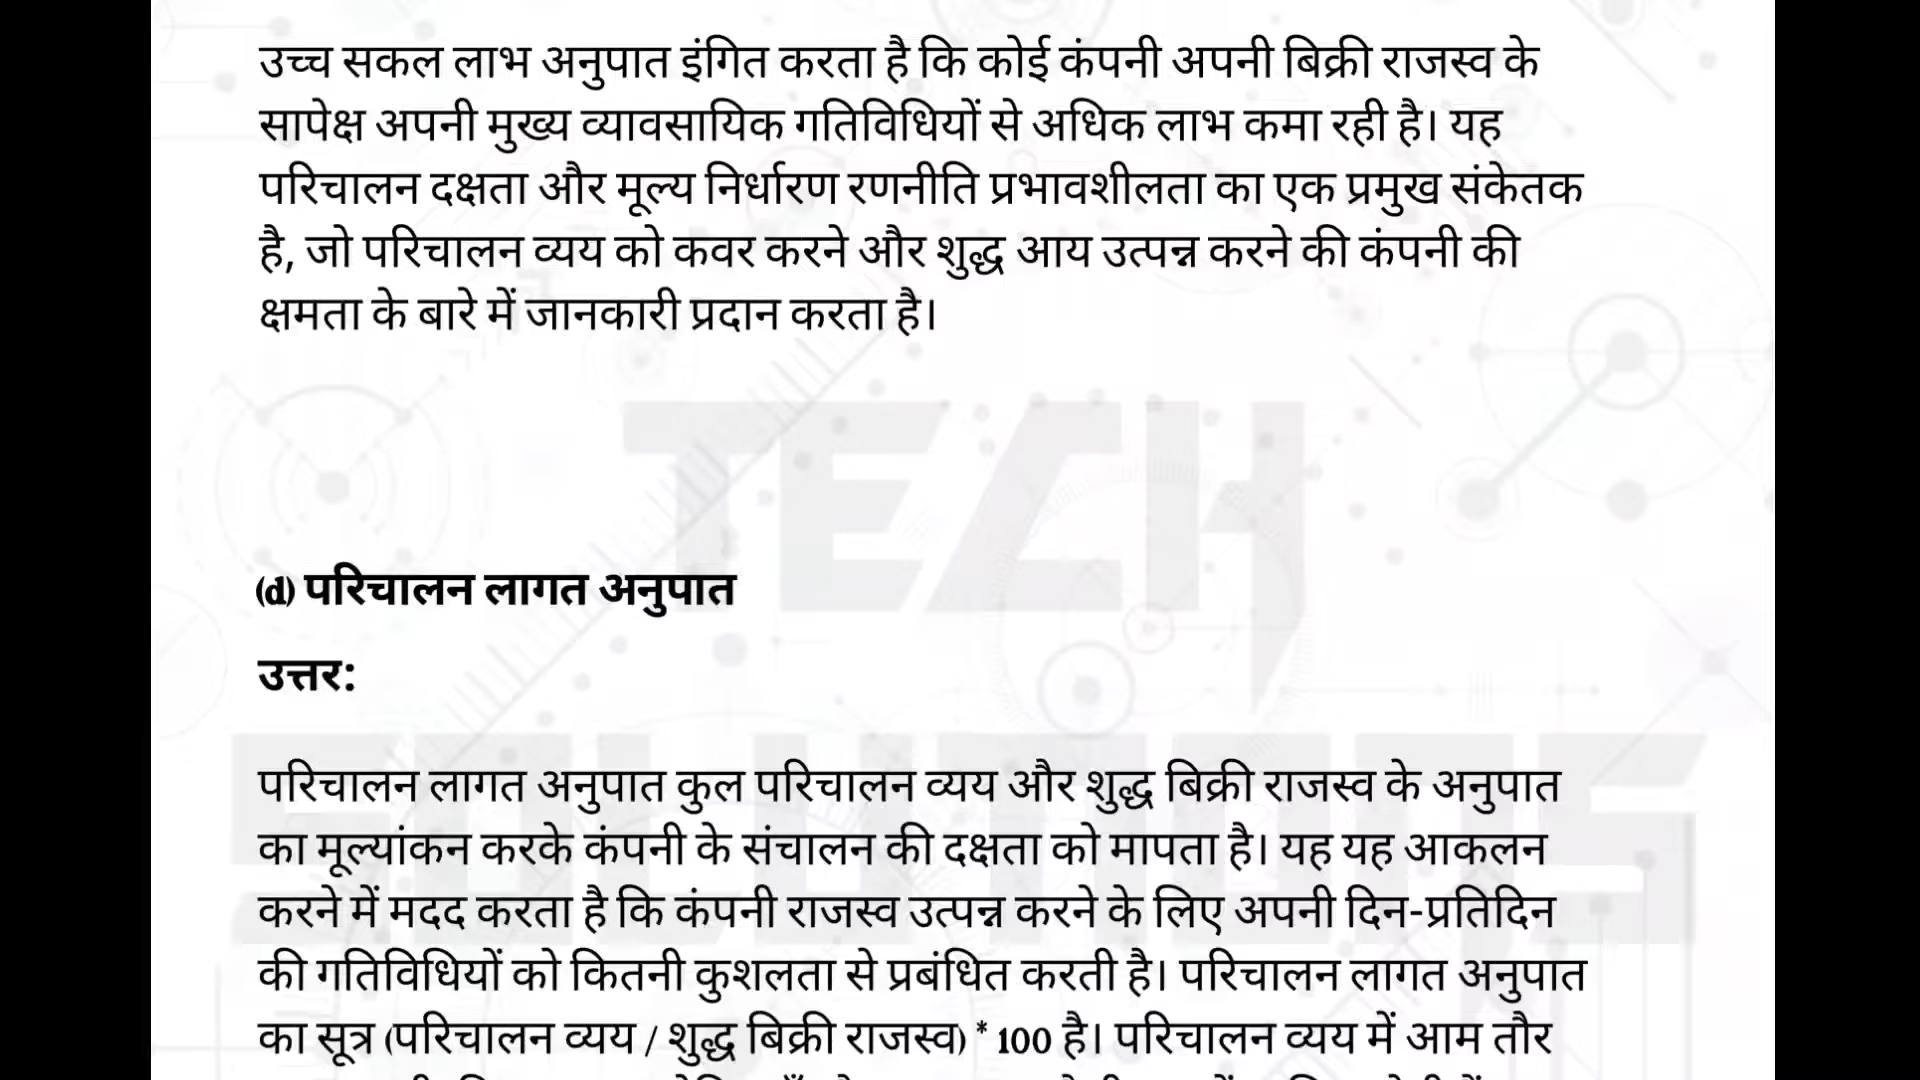 उच्च सकल लाभ अनुपात इंगित करता है कि कोई कंपनी अपनी बिक्री राजस्व के
सापेक्ष अपनी मुख्य व्यावसायिक गतिविधियों से अधिक लाभ कमा रही है। यह
परिचालन दक्षता और मूल्य निर्धारण रणनीति प्रभावशीलता का एक प्रमुख संकेतक
है, जो परिचालन व्यय को कवर करने और शुद्ध आय उत्पन्न करने की कंपनी की
क्षमता के बारे में जानकारी प्रदान करता है।
TECH
(d) परिचालन लागत अनुपात
उत्तर:
SOLUTIONS
परिचालन लागत अनुपात कुल परिचालन व्यय और शुद्ध बिक्री राजस्व के अनुपात
का मूल्यांकन करके कंपनी के संचालन की दक्षता को मापता है। यह यह आकलन
करने में मदद करता है कि कंपनी राजस्व उत्पन्न करने के लिए अपनी दिन-प्रतिदिन
की गतिविधियों को कितनी कुशलता से प्रबंधित करती है। परिचालन लागत अनुपात
का सूत्र (परिचालन व्यय / शुद्ध बिक्री राजस्व) * 100 है। परिचालन व्यय में आम तौर